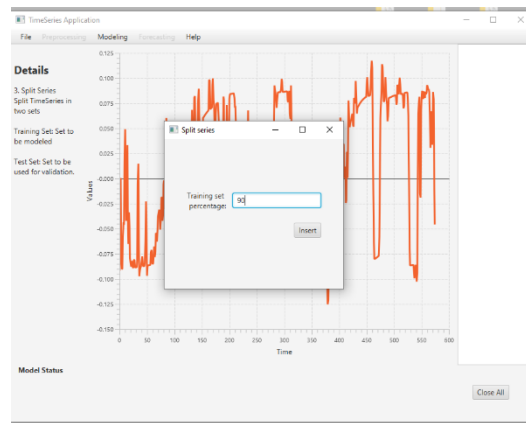 TimeSeries Application
File Preprocessing Modeling Forecasting Help
Details
3. Split Series
Split TimeSeries in
two sets
Training Set: Set to
be modeled
Test Set: Set to be
used for validation.
Values
0.125
0.100
0.075
0.050
-0.000
-0.025
-0.050
-0.075
-0.100
-0.125
-0.150
0 50 100 150 200 250 300 350 400 450 500 550 600
Time
Split series
Training set
percentage:
90
Insert
Model Status
Close All